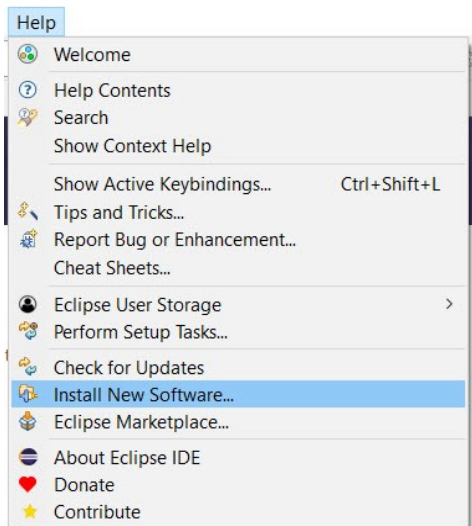 Help
Welcome
Help Contents
Search
Show Context Help
Show Active Keybindings... Ctrl+Shift+L
Tips and Tricks...
Report Bug or Enhancement...
Cheat Sheets...
Eclipse User Storage
Perform Setup Tasks...
Check for Updates
Install New Software...
Eclipse Marketplace...
About Eclipse IDE
Donate
Contribute